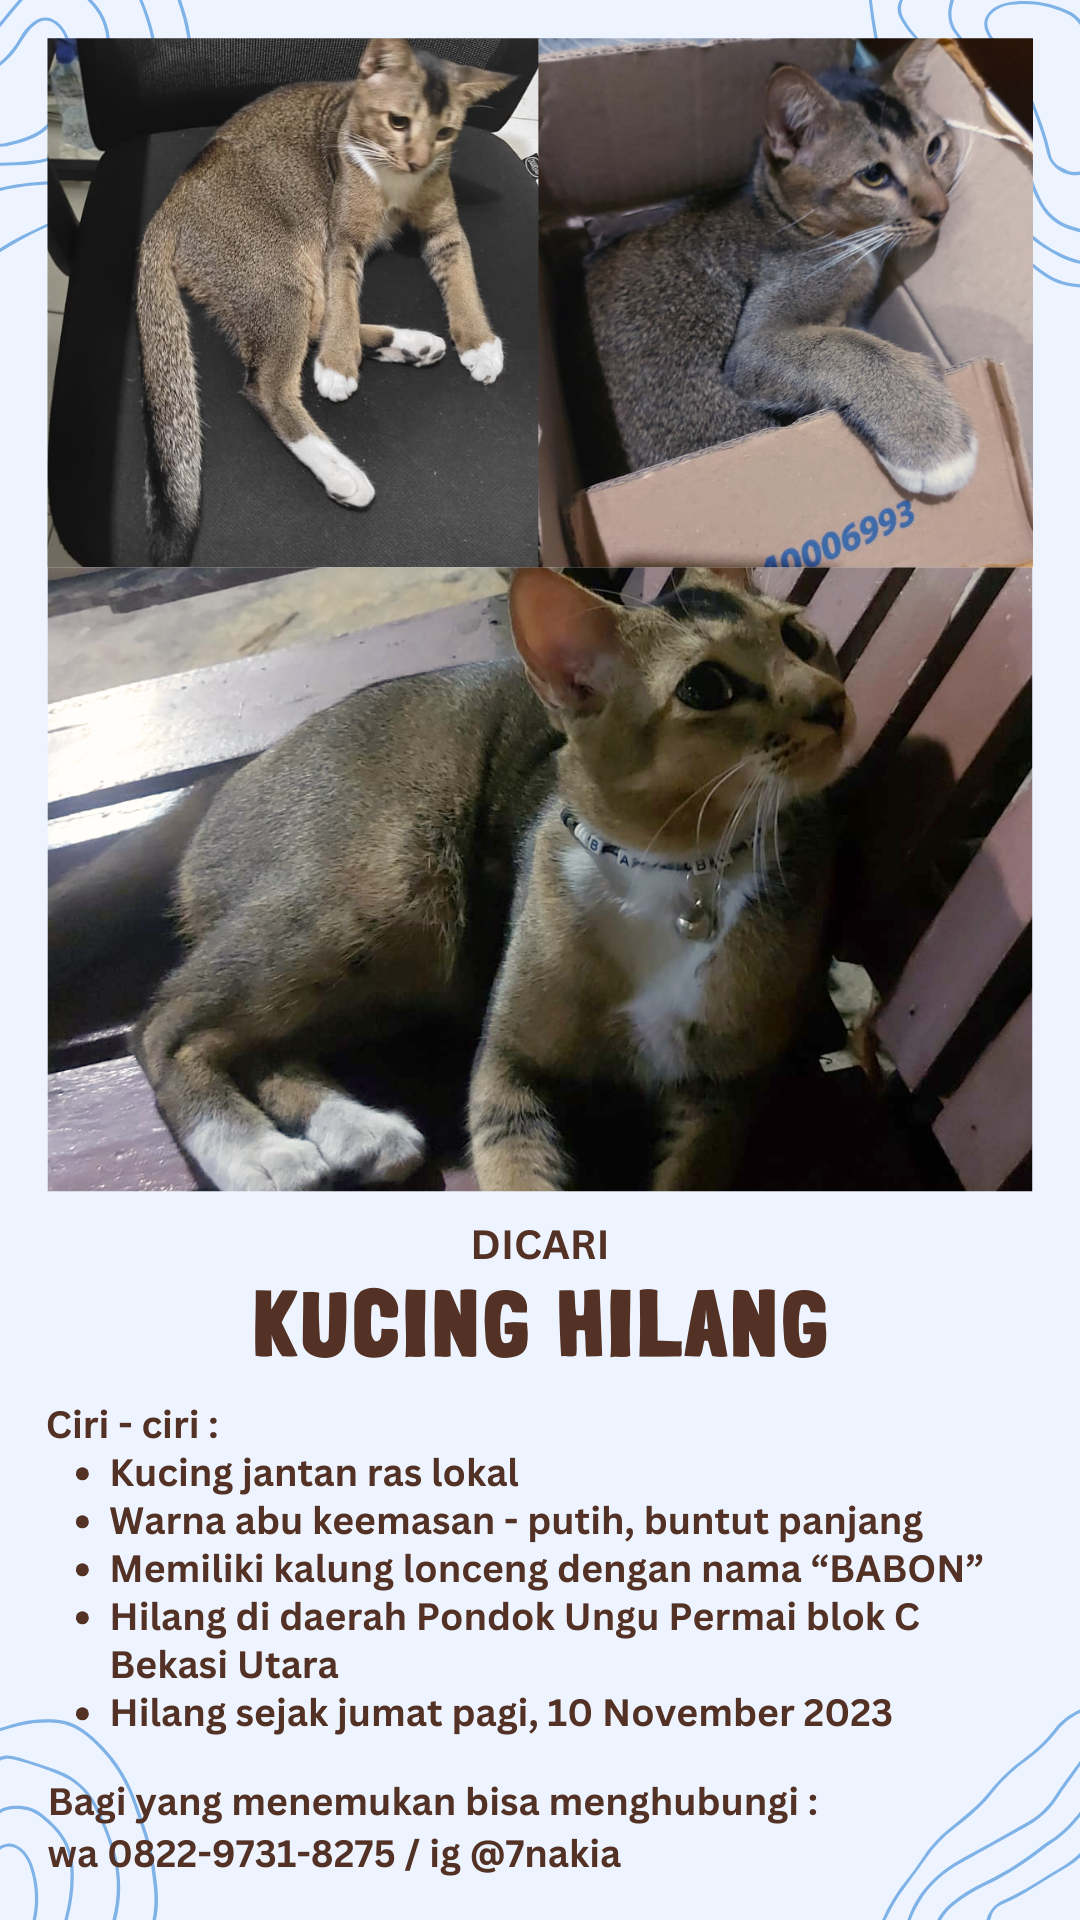 40006993
BAB
DICARI
KUCING HILANG
Ciri - ciri :
• Kucing jantan ras lokal
• Warna abu keemasan - putih, buntut panjang
• Memiliki kalung lonceng dengan nama “BABON”
• Hilang di daerah Pondok Ungu Permai blok C
Bekasi Utara
• Hilang sejak jumat pagi, 10 November 2023
Bagi yang menemukan bisa menghubungi :
wa 0822-9731-8275 / ig @7nakia